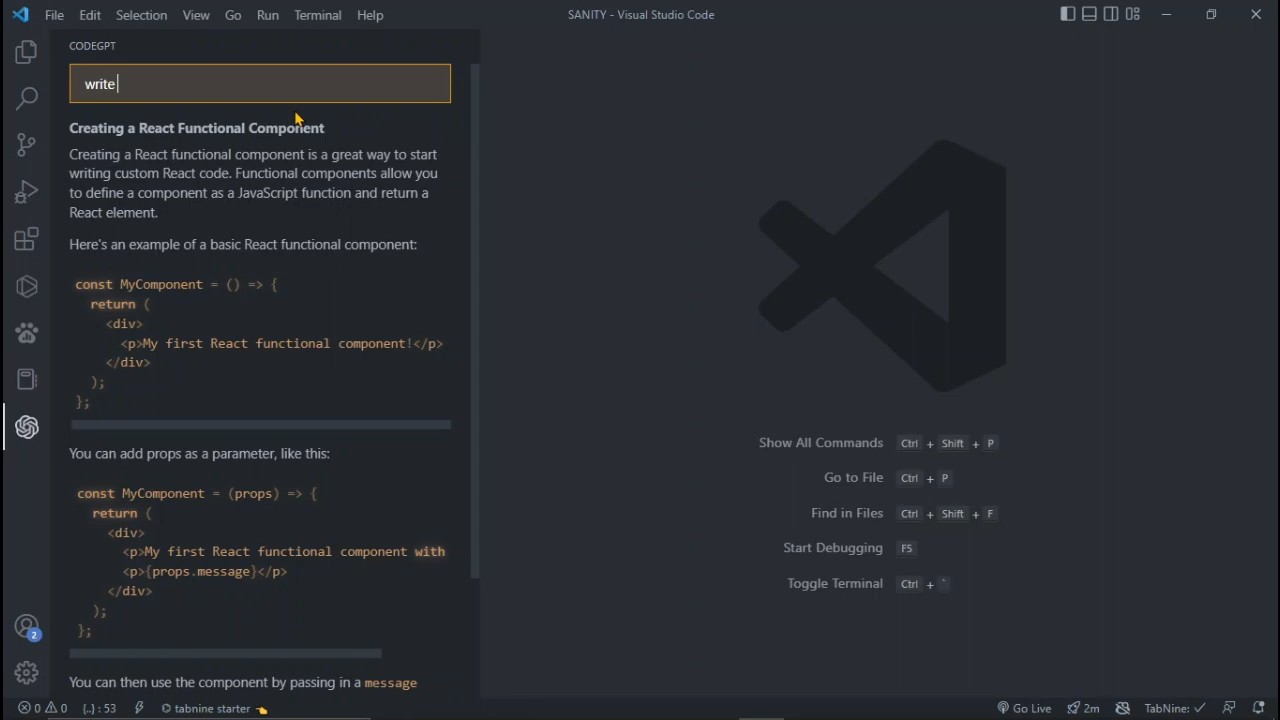 File Edit Selection View Go Run Terminal Help
SANITY - Visual Studio Code
CODEGPT
write
Creating a React Functional Component
Creating a React functional component is a great way to start
writing custom React code. Functional components allow you
to define a component as a JavaScript function and return a
React element.
Here's an example of a basic React functional component:
const MyComponent = () => {
return (
<div>
<p>My first React functional component!</p>
</div>
);
};
You can add props as a parameter, like this:
const MyComponent = (props) => {
return (
<div>
<p>My first React functional component with
<p>{props.message}</p>
</div>
);
};
You can then use the component by passing in a message
Show All Commands Ctrl + Shift + P
Go to File Ctrl + P
Find in Files Ctrl + Shift + F
Start Debugging F5
Toggle Terminal Ctrl + `
2
0 0 {..} : 53 tabnine starter
Go Live 2m TabNine: